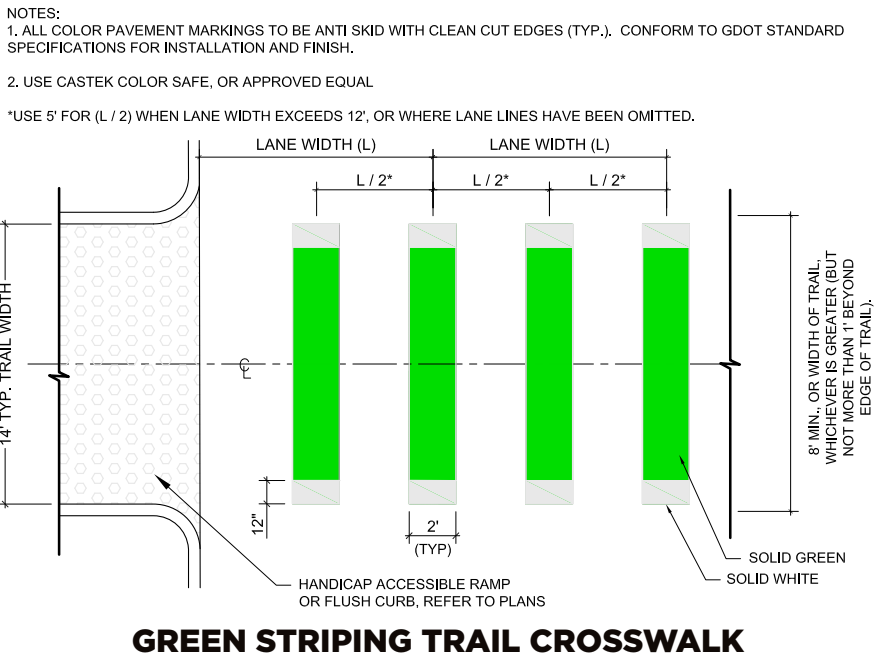 NOTES:
1. ALL COLOR PAVEMENT MARKINGS TO BE ANTI SKID WITH CLEAN CUT EDGES (TYP.). CONFORM TO GDOT STANDARD
SPECIFICATIONS FOR INSTALLATION AND FINISH.
2. USE CASTEK COLOR SAFE, OR APPROVED EQUAL
*USE 5' FOR (L / 2) WHEN LANE WIDTH EXCEEDS 12', OR WHERE LANE LINES HAVE BEEN OMITTED.
LANE WIDTH (L)
LANE WIDTH (L)
L / 2*
L / 2*
L / 2*
14' TYP. TRAIL WIDTH
℄
8' MIN., OR WIDTH OF TRAIL,
WHICHEVER IS GREATER (BUT
NOT MORE THAN 1' BEYOND
EDGE OF TRAIL).
12"
2'
(TYP)
SOLID GREEN
SOLID WHITE
HANDICAP ACCESSIBLE RAMP
OR FLUSH CURB, REFER TO PLANS
GREEN STRIPING TRAIL CROSSWALK